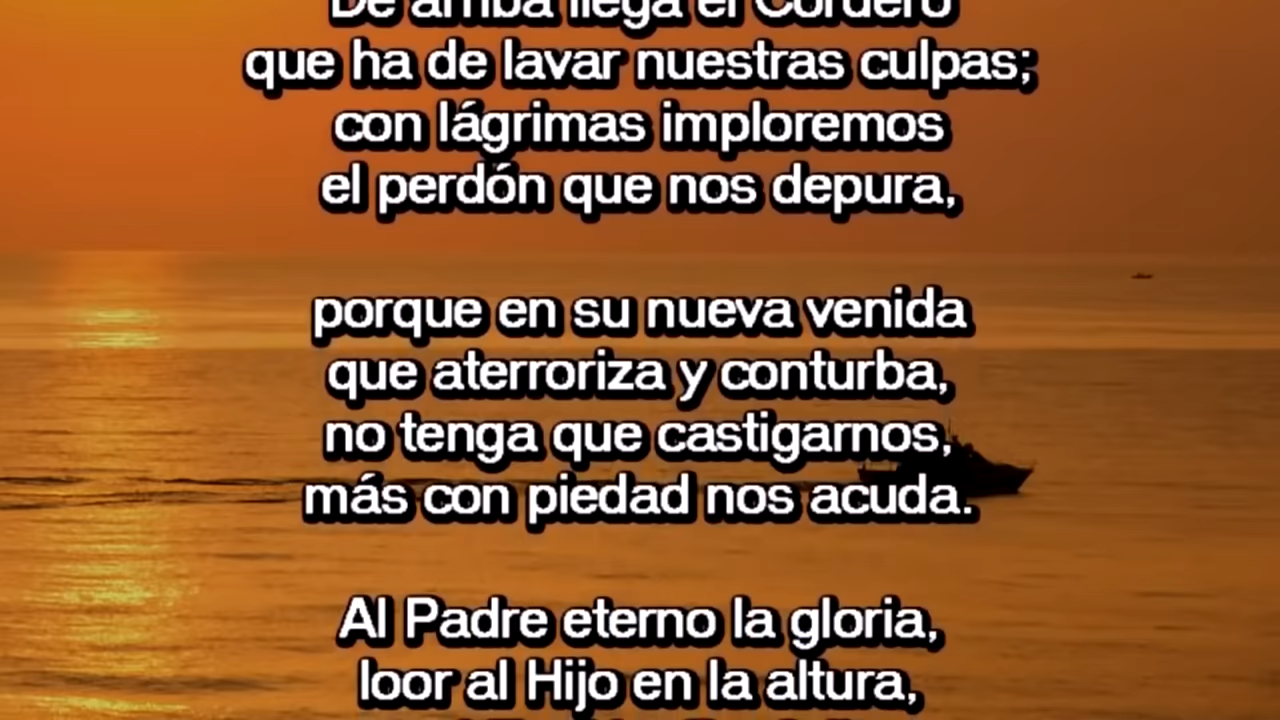 De arriba llega el Cordero
que ha de lavar nuestras culpas;
con lágrimas imploremos
el perdón que nos depura,
porque en su nueva venida
que aterroriza y conturba,
no tenga que castigarnos,
más con piedad nos acuda.
Al Padre eterno la gloria,
loor al Hijo en la altura,